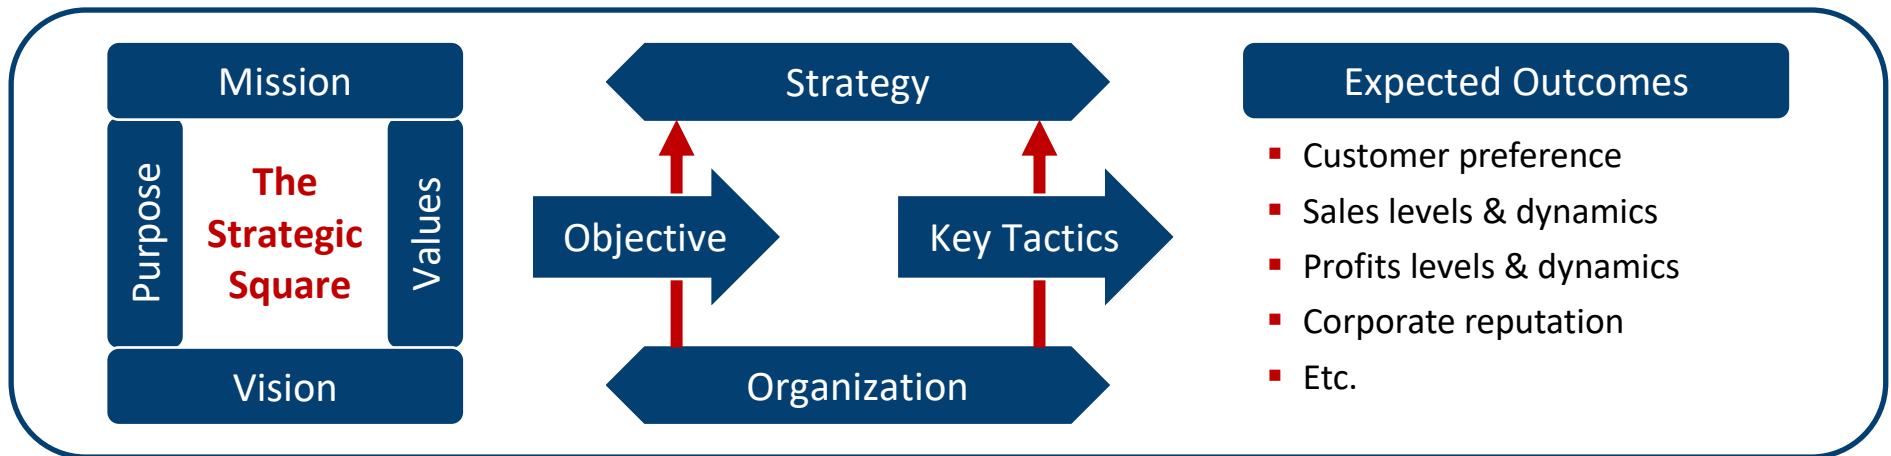 Mission
Purpose
The
Strategic
Square
Values
Vision
Strategy
Objective
Key Tactics
Organization
Expected Outcomes
Customer preference
Sales levels & dynamics
Profits levels & dynamics
Corporate reputation
Etc.